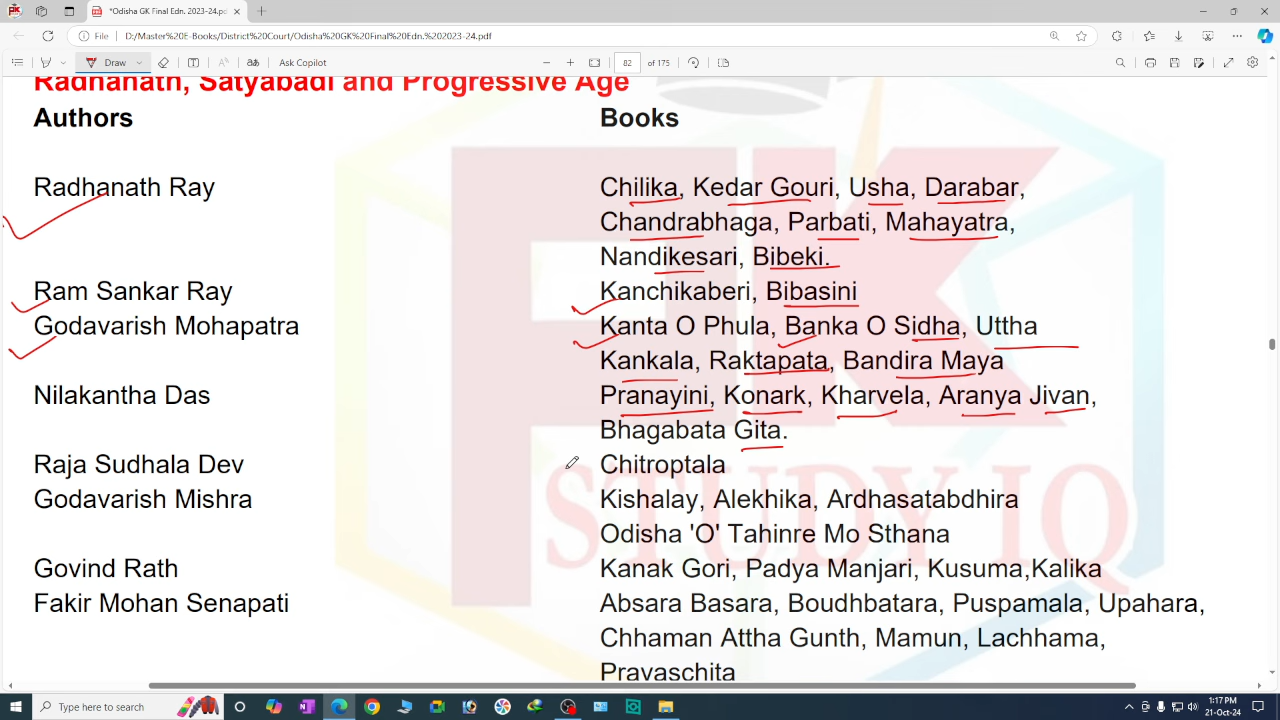 *Odisha GK Final Edn. 2023-24.pdf
File D:/Master%20E-Books/District%20Court/Odisha%20GK%20Final%20Edn.%202023-24.pdf
Draw Ask Copilot 82 of 175
Radhanath, Satyabadi and Progressive Age
Authors Books
Radhanath Ray Chilika, Kedar Gouri, Usha, Darabar,
Chandrabhaga, Parbati, Mahayatra,
Nandikesari, Bibeki.
Ram Sankar Ray Kanchikaberi, Bibasini
Godavarish Mohapatra Kanta O Phula, Banka O Sidha, Uttha
Kankala, Raktapata, Bandira Maya
Nilakantha Das Pranayini, Konark, Kharvela, Aranya Jivan,
Bhagabata Gita.
Raja Sudhala Dev Chitroptala
Godavarish Mishra Kishalay, Alekhika, Ardhasatabdhira
Odisha 'O' Tahinre Mo Sthana
Govind Rath Kanak Gori, Padya Manjari, Kusuma,Kalika
Fakir Mohan Senapati Absara Basara, Boudhbatara, Puspamala, Upahara,
Chhaman Attha Gunth, Mamun, Lachhama,
Prayaschita
STUDY IQ
Type here to search
1:17 PM
21-Oct-24